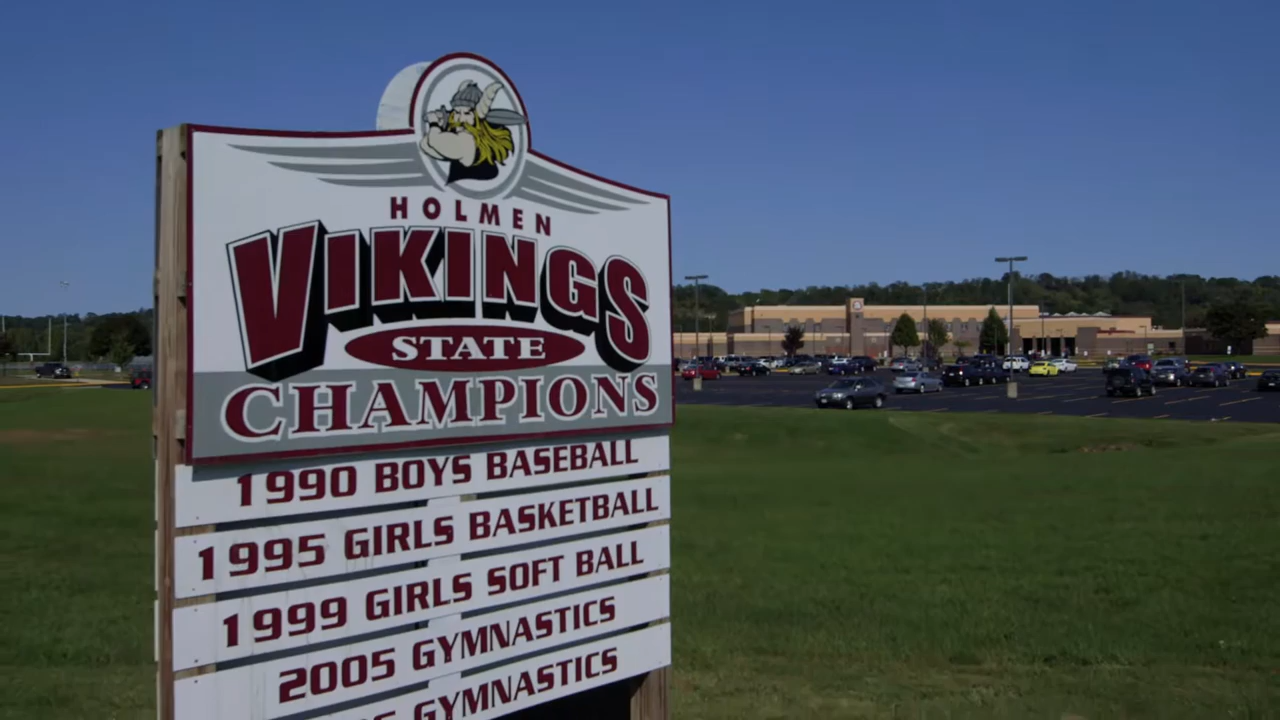 HOLMEN
VIKINGS
STATE
CHAMPIONS
1990 BOYS BASEBALL
1995 GIRLS BASKETBALL
1999 GIRLS SOFT BALL
2005 GYMNASTICS
GYMNASTICS